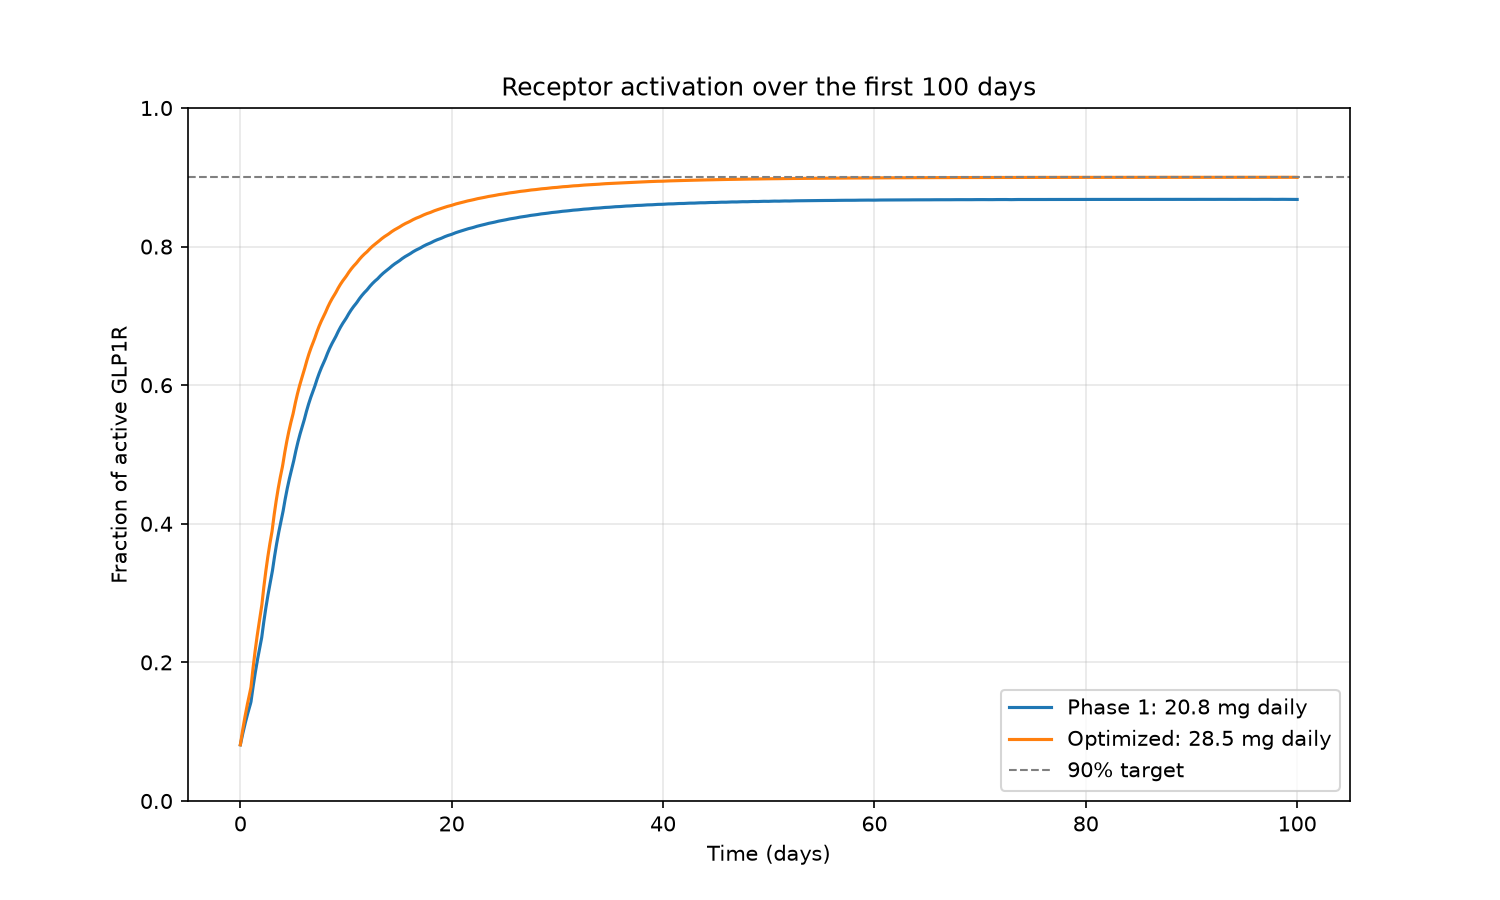 Receptor activation over the first 100 days
Fraction of active GLP1R
1.0
0.8
0.6
0.4
0.2
0.0
0 20 40 60 80 100
Time (days)
Phase 1: 20.8 mg daily
Optimized: 28.5 mg daily
90% target